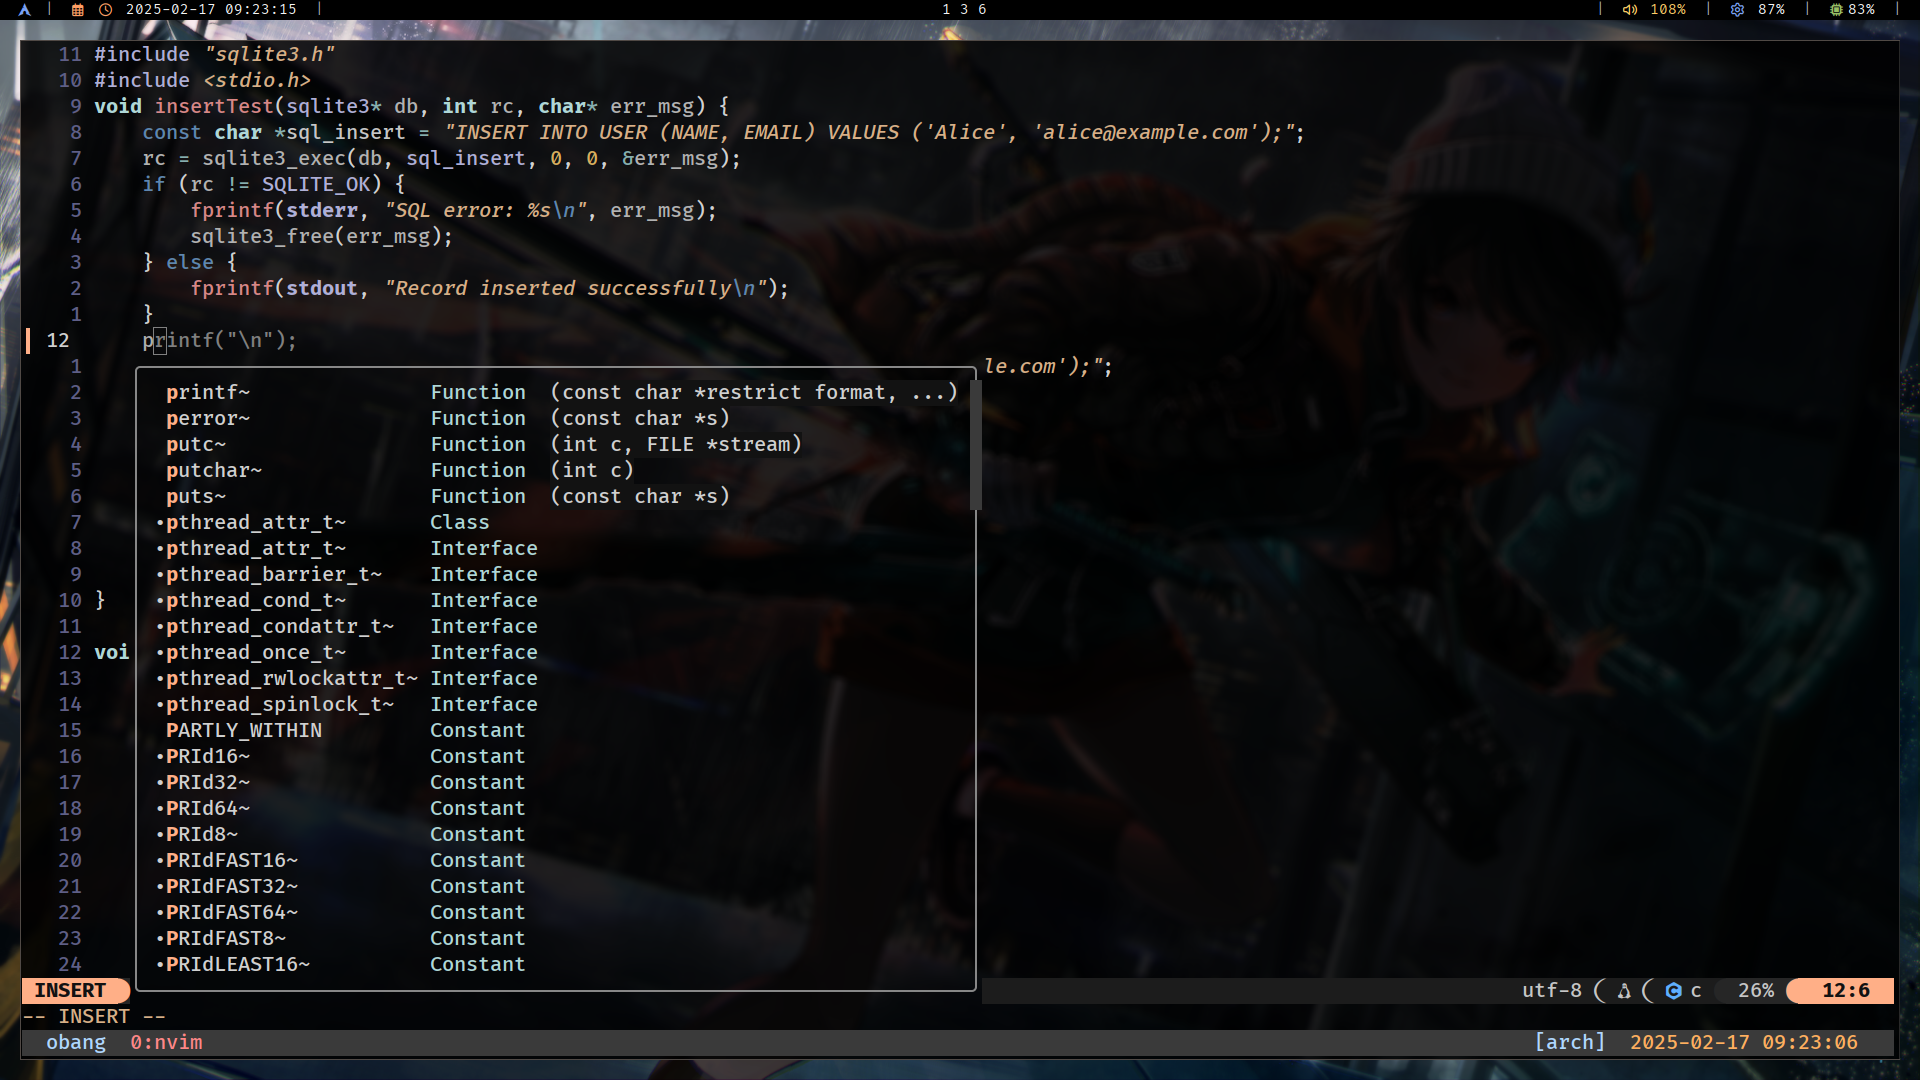 2025-02-17 09:23:15 1 3 6 108% 87% 83%
11 #include "sqlite3.h"
10 #include <stdio.h>
9 void insertTest(sqlite3* db, int rc, char* err_msg) {
8 const char *sql_insert = "INSERT INTO USER (NAME, EMAIL) VALUES ('Alice', 'alice@example.com');";
7 rc = sqlite3_exec(db, sql_insert, 0, 0, &err_msg);
6 if (rc != SQLITE_OK) {
5 fprintf(stderr, "SQL error: %s\n", err_msg);
4 sqlite3_free(err_msg);
3 } else {
2 fprintf(stdout, "Record inserted successfully\n");
1 }
12 printf("\n");
1 le.com');";
2 printf~ Function (const char *restrict format, ...)
3 perror~ Function (const char *s)
4 putc~ Function (int c, FILE *stream)
5 putchar~ Function (int c)
6 puts~ Function (const char *s)
7 •pthread_attr_t~ Class
8 •pthread_attr_t~ Interface
9 •pthread_barrier_t~ Interface
10 } •pthread_cond_t~ Interface
11 •pthread_condattr_t~ Interface
12 voi •pthread_once_t~ Interface
13 •pthread_rwlockattr_t~ Interface
14 •pthread_spinlock_t~ Interface
15 PARTLY_WITHIN Constant
16 •PRId16~ Constant
17 •PRId32~ Constant
18 •PRId64~ Constant
19 •PRId8~ Constant
20 •PRIdFAST16~ Constant
21 •PRIdFAST32~ Constant
22 •PRIdFAST64~ Constant
23 •PRIdFAST8~ Constant
24 •PRIdLEAST16~ Constant
INSERT utf-8 c 26% 12:6
-- INSERT --
obang 0:nvim [arch] 2025-02-17 09:23:06